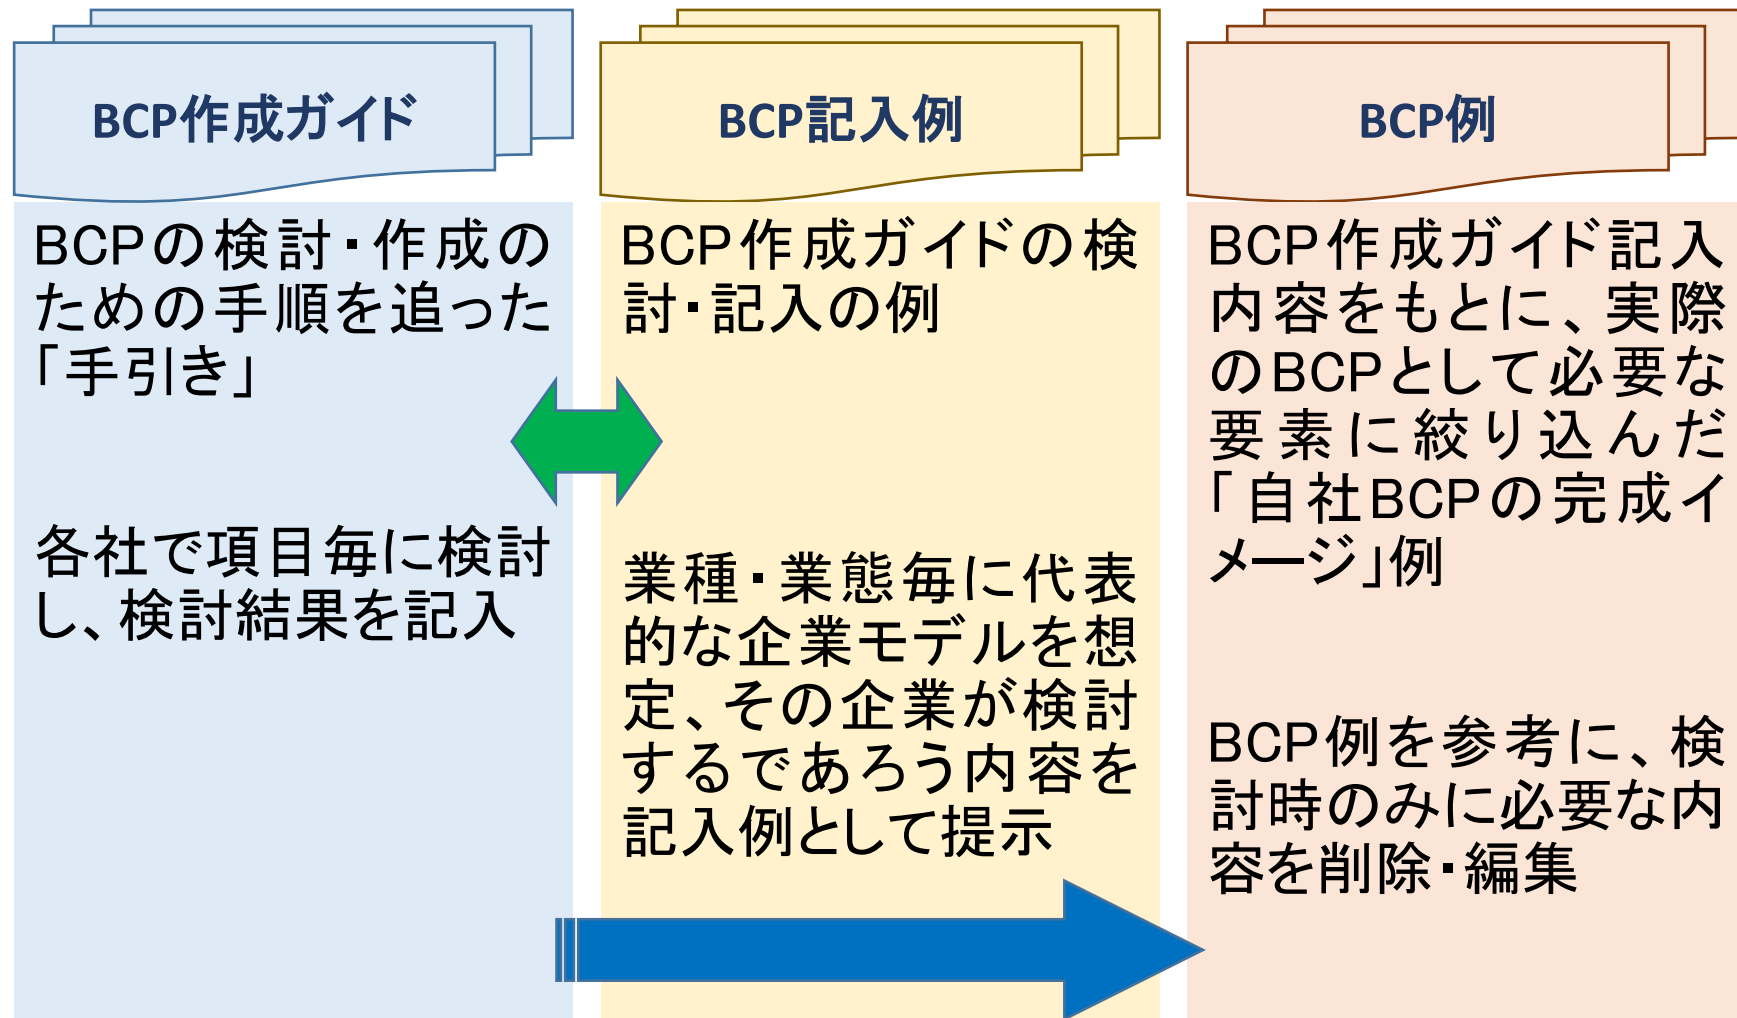 BCP作成ガイド
BCPの検討・作成の
ための手順を追った
「手引き」
各社で項目毎に検討
し、検討結果を記入
BCP記入例
BCP作成ガイドの検
討・記入の例
業種・業態毎に代表
的な企業モデルを想
定、その企業が検討
するであろう内容を
記入例として提示
BCP例
BCP作成ガイド記入
内容をもとに、実際
のBCPとして必要な
要素に絞り込んだ
「自社BCPの完成イ
メージ」例
BCP例を参考に、検
討時のみに必要な内
容を削除・編集